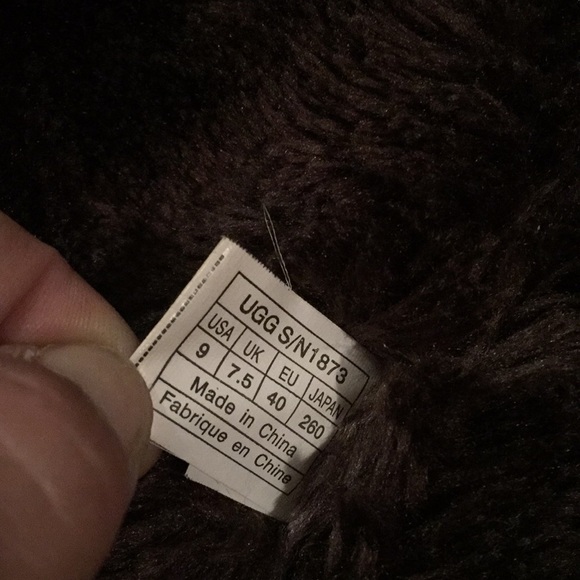 UGG S/N1873
USA UK EU JAPAN
9 7.5 40 260
Made in China
Fabrique en Chine